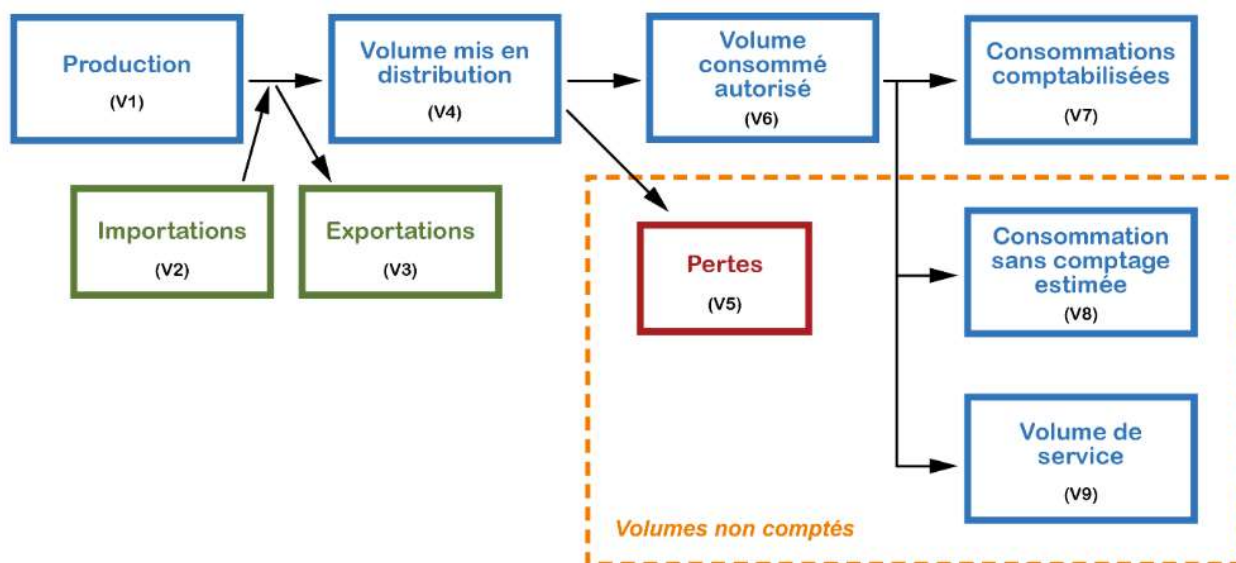 Production
(V1)
Volume mis en
distribution
(V4)
Volume
consommé
autorisé
(V6)
Consommations
comptabilisées
(V7)
Importations
(V2)
Exportations
(V3)
Pertes
(V5)
Consommation
sans comptage
estimée
(V8)
Volume de
service
(V9)
Volumes non comptés